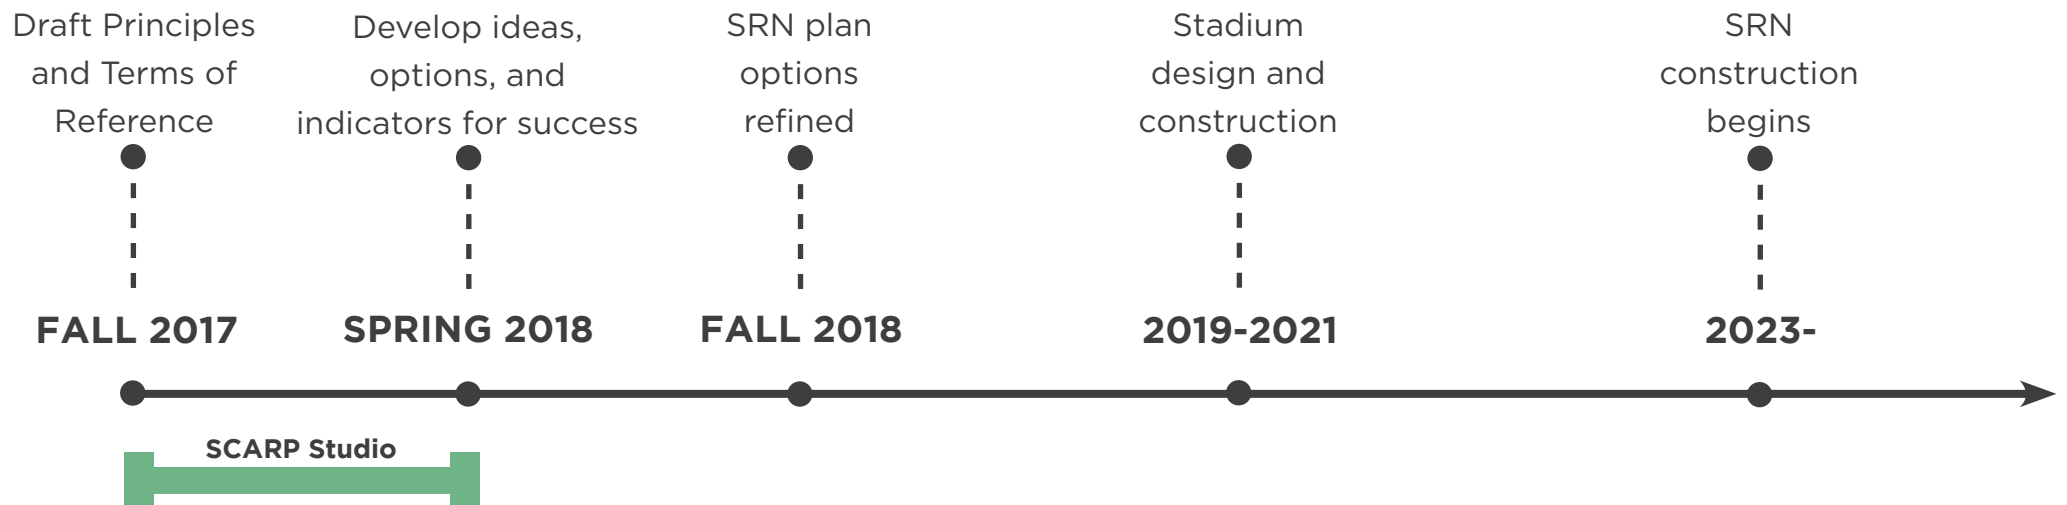 Draft Principles
and Terms of
Reference
Develop ideas,
options, and
indicators for success
SRN plan
options
refined
Stadium
design and
construction
SRN
construction
begins
FALL 2017
SPRING 2018
FALL 2018
2019-2021
2023-
SCARP Studio